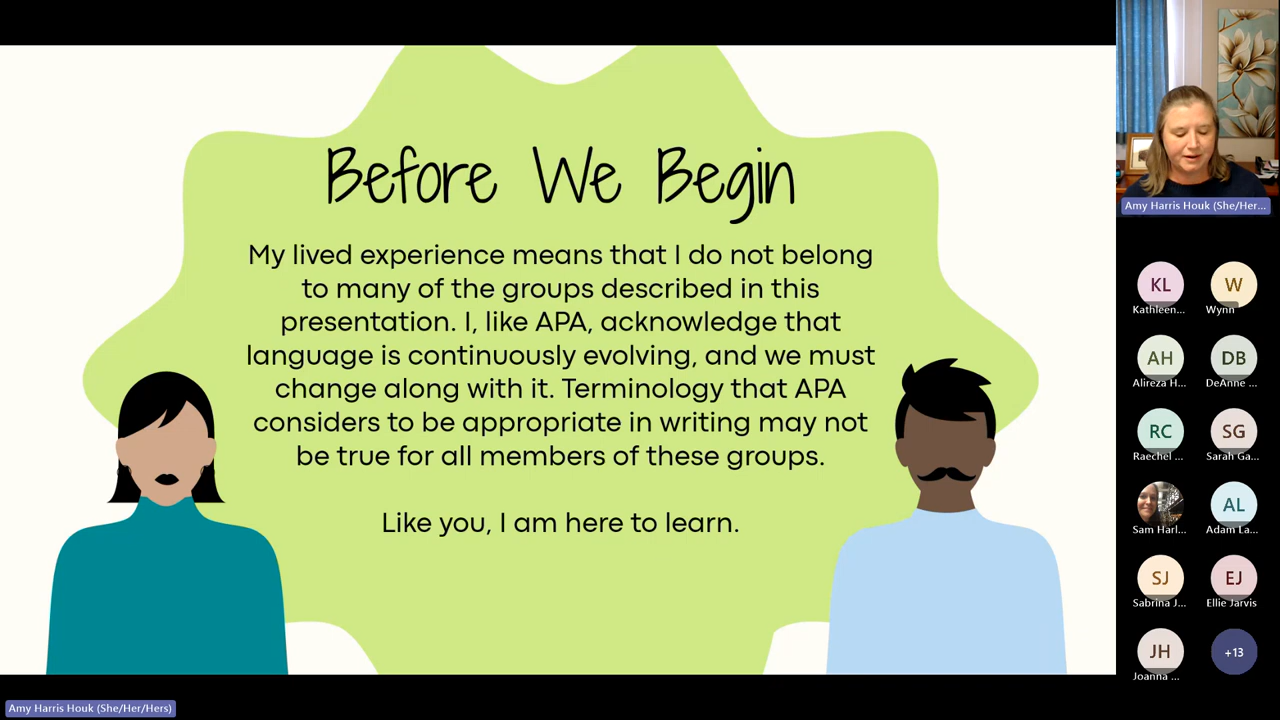 Before We Begin
My lived experience means that I do not belong
to many of the groups described in this
presentation. I, like APA, acknowledge that
language is continuously evolving, and we must
change along with it. Terminology that APA
considers to be appropriate in writing may not
be true for all members of these groups.
Like you, I am here to learn.
Amy Harris Houk (She/Her...
KL
Kathleen...
W
Wynn
AH
Alireza H...
DB
DeAnne ...
RC
Raechel ...
SG
Sarah Ga...
Sam Harl...
AL
Adam La...
SJ
Sabrina J...
EJ
Ellie Jarvis
JH
Joanna ...
+13
Amy Harris Houk (She/Her/Hers)